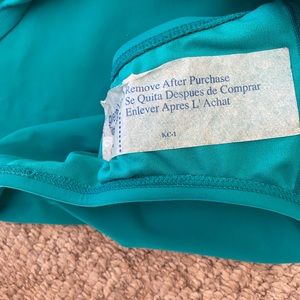 Remove After Purchase
Se Quita Despues de Comprar
Enlever Apres L' Achat
KC-1